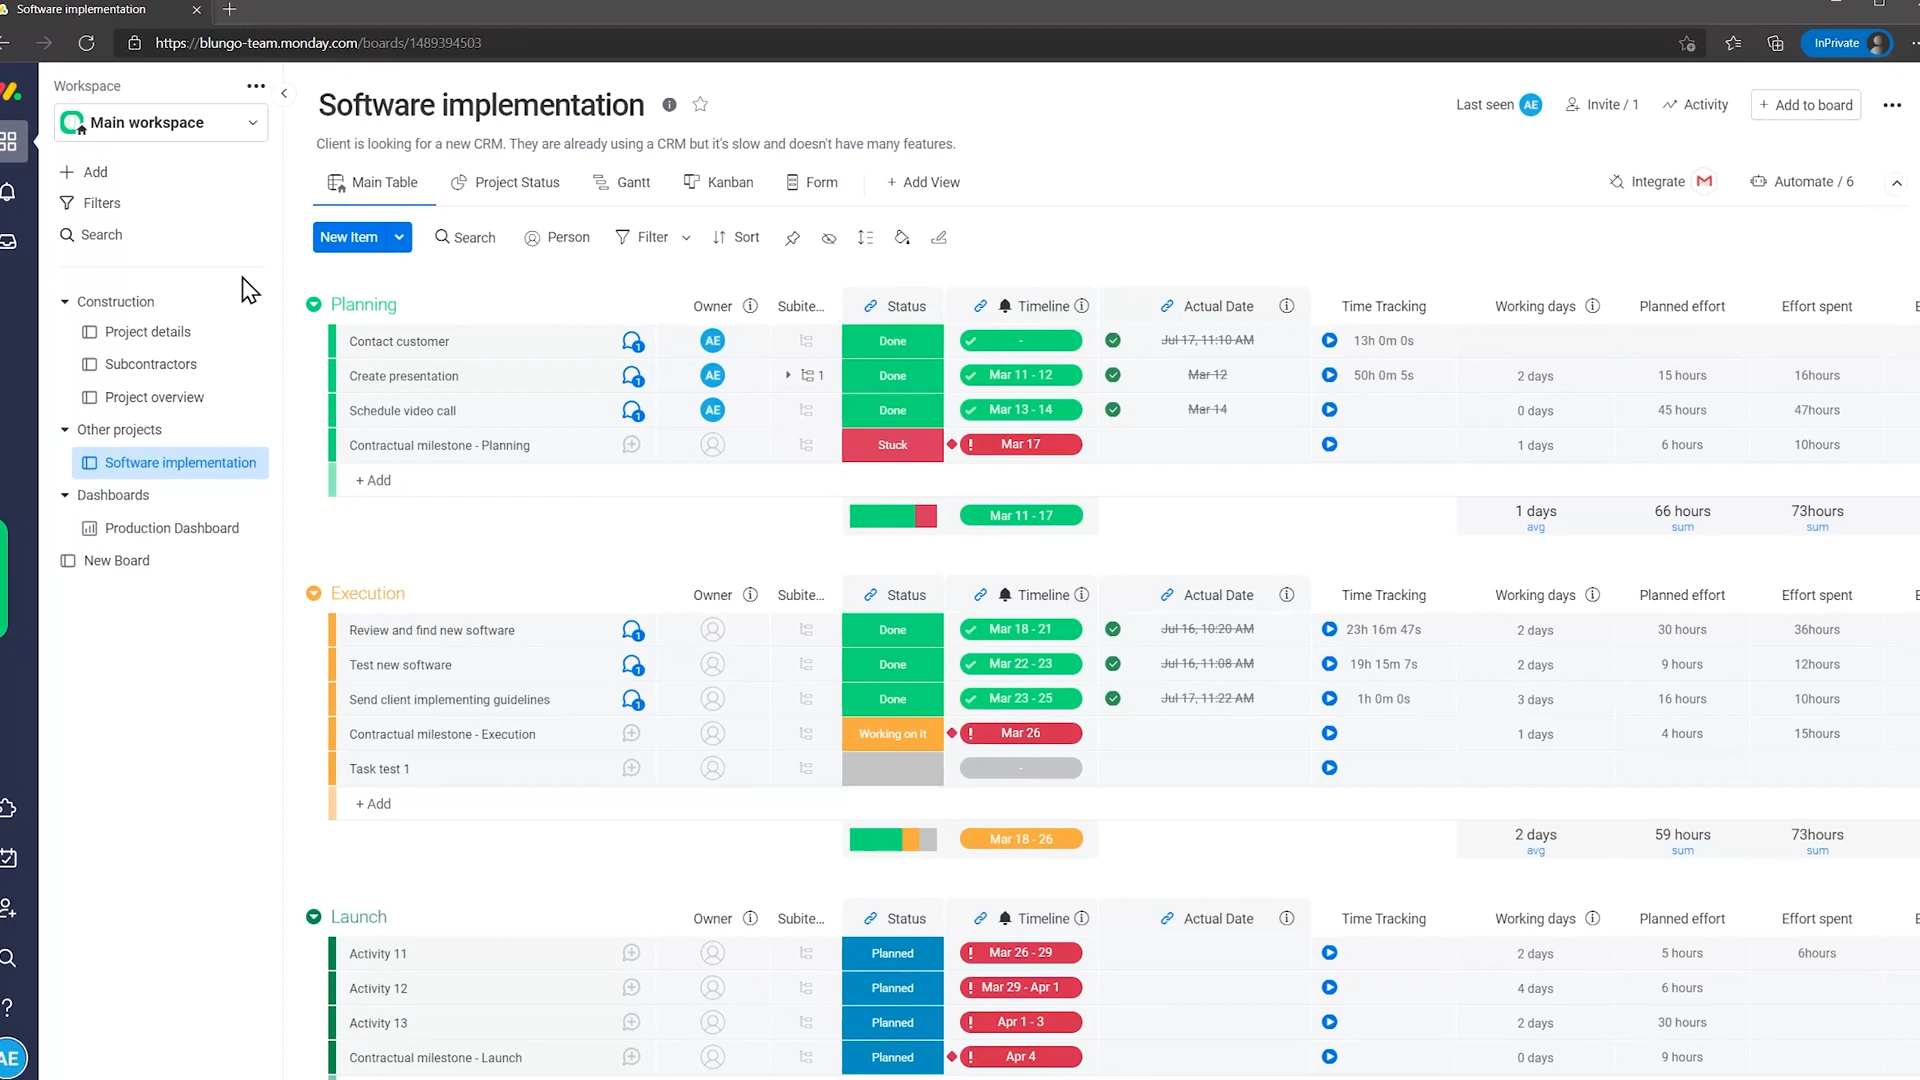 Software implementation
https://blungo-team.monday.com/boards/1489394503
InPrivate
Workspace
Main workspace
Add
Filters
Search
Construction
Project details
Subcontractors
Project overview
Other projects
Software implementation
Dashboards
Production Dashboard
New Board
AE
Software implementation
Last seen AE Invite / 1 Activity + Add to board
Client is looking for a new CRM. They are already using a CRM but it's slow and doesn't have many features.
Main Table Project Status Gantt Kanban Form + Add View
Integrate Automate / 6
New Item Search Person Filter Sort
Planning Owner Subite... Status Timeline Actual Date Time Tracking Working days Planned effort Effort spent
Contact customer 1 AE Done - Jul 17, 11:10 AM 13h 0m 0s
Create presentation 1 AE 1 Done Mar 11 - 12 Mar 12 50h 0m 5s 2 days 15 hours 16hours
Schedule video call 1 AE Done Mar 13 - 14 Mar 14 0 days 45 hours 47hours
Contractual milestone - Planning Stuck ! Mar 17 1 days 6 hours 10hours
+ Add
Mar 11 - 17 1 days 66 hours 73hours
avg sum sum
Execution Owner Subite... Status Timeline Actual Date Time Tracking Working days Planned effort Effort spent
Review and find new software 1 Done Mar 18 - 21 Jul 16, 10:20 AM 23h 16m 47s 2 days 30 hours 36hours
Test new software 1 Done Mar 22 - 23 Jul 16, 11:08 AM 19h 15m 7s 2 days 9 hours 12hours
Send client implementing guidelines 1 Done Mar 23 - 25 Jul 17, 11:22 AM 1h 0m 0s 3 days 16 hours 10hours
Contractual milestone - Execution Working on it ! Mar 26 1 days 4 hours 15hours
Task test 1 -
+ Add
Mar 18 - 26 2 days 59 hours 73hours
avg sum sum
Launch Owner Subite... Status Timeline Actual Date Time Tracking Working days Planned effort Effort spent
Activity 11 Planned ! Mar 26 - 29 2 days 5 hours 6hours
Activity 12 Planned ! Mar 29 - Apr 1 4 days 6 hours
Activity 13 Planned ! Apr 1 - 3 2 days 30 hours
Contractual milestone - Launch Planned ! Apr 4 0 days 9 hours